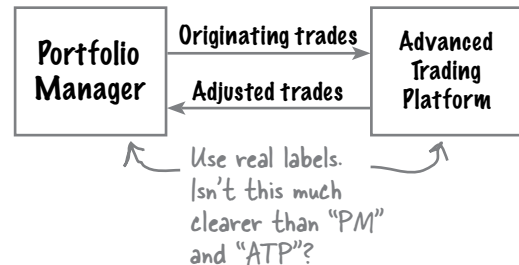 Portfolio
Manager
Originating trades
Adjusted trades
Advanced
Trading
Platform
Use real labels.
Isn't this much
clearer than "PM"
and "ATP"?